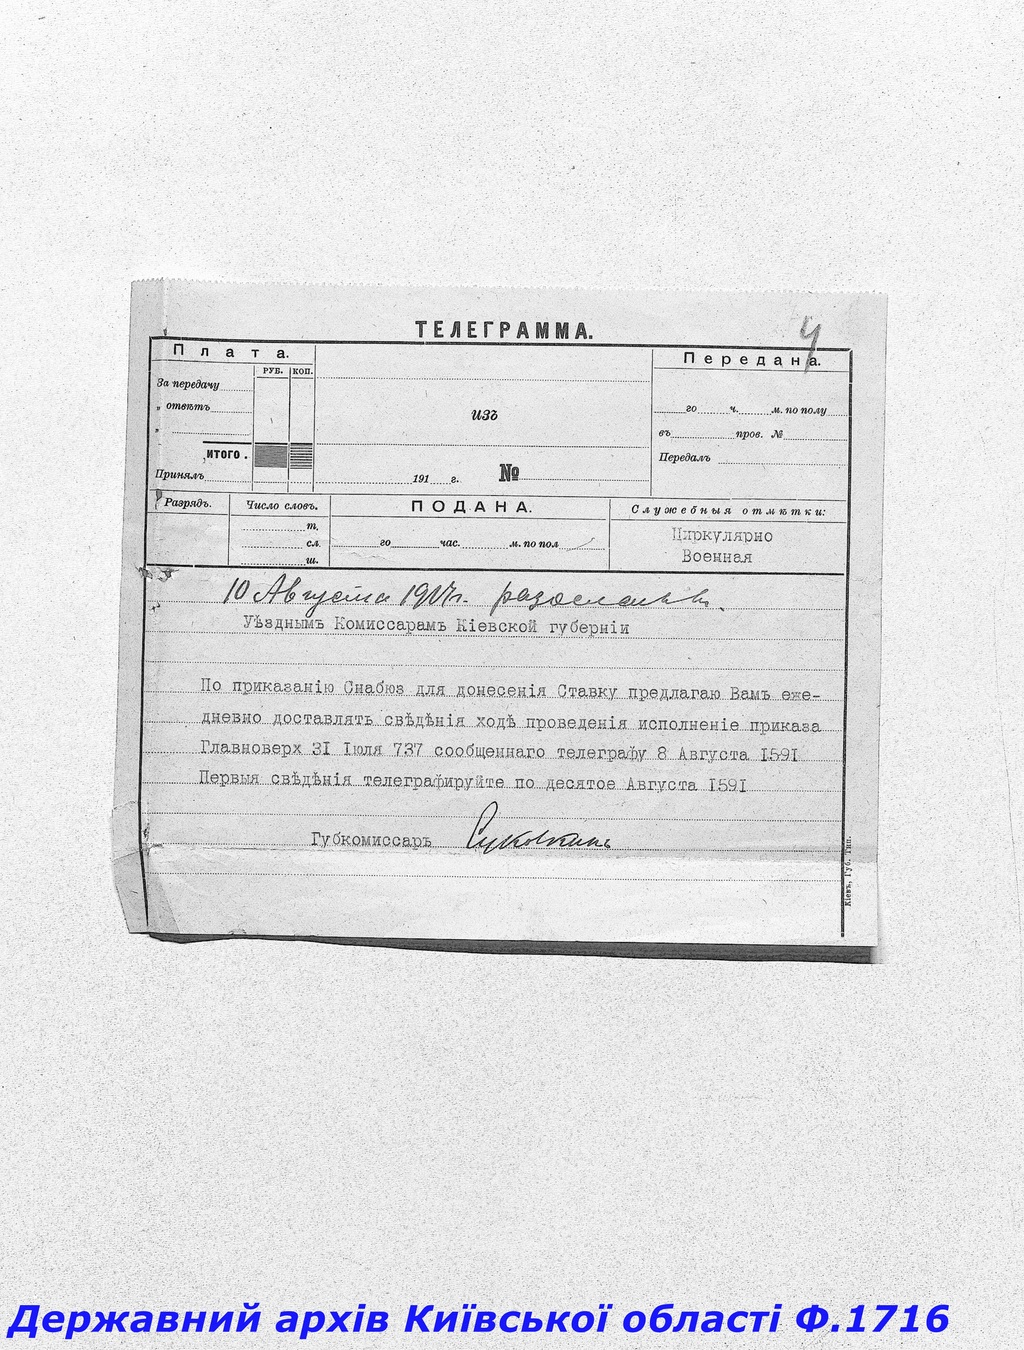 ТЕЛЕГРАММА.
4
Плата.
РУБ. КОП.
За передачу
„ отвѣтъ
„
ИТОГО.
Принялъ
изъ
191 г. №
Передана.
го ч. м. по полу
въ пров. №
Передалъ
Разрядъ.
Число словъ.
т.
сл.
ш.
ПОДАНА.
го час. м. по пол
Служебныя отмѣтки:
Циркулярно
Военная
10 Августа 1917г.
Уѣзднымъ Комиссарамъ Кіевской губерніи
По приказанію Снабюз для донесенія Ставку предлагаю Вамъ еже-
дневно доставлять свѣдѣнія ходѣ проведенія исполненіе приказа
Главноверх 31 Іюля 737 сообщеннаго телеграфу 8 Августа I59I
Первыя свѣдѣнія телеграфируйте по десятое Августа I59I
Губкомиссаръ Суковкинъ
Кіевъ, Губ. Тип.
Державний архів Київської області Ф.1716